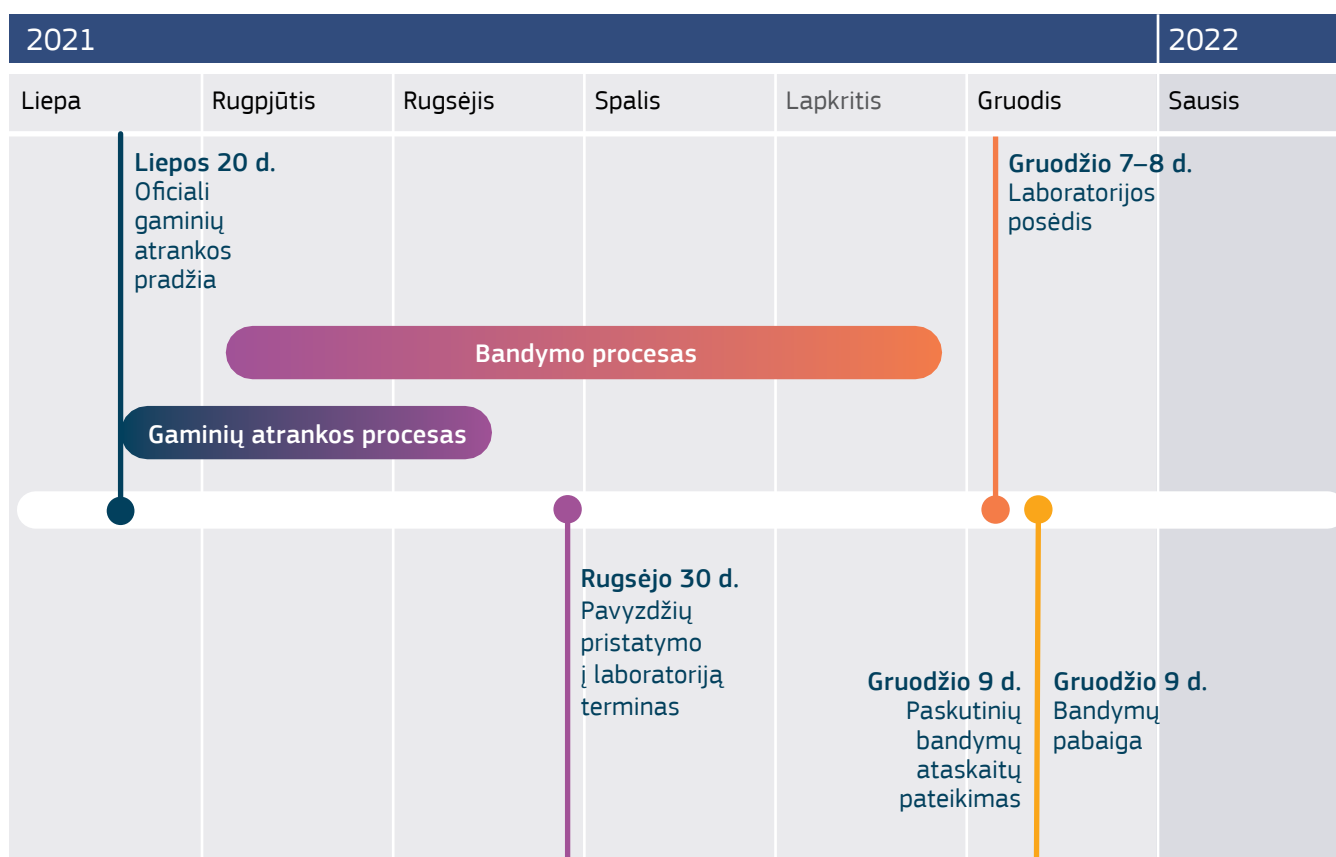 2021
2022
Liepa
Rugpjūtis
Rugsėjis
Spalis
Lapkritis
Gruodis
Sausis
Liepos 20 d.
Oficiali
gaminių
atrankos
pradžia
Gruodžio 7–8 d.
Laboratorijos
posėdis
Bandymo procesas
Gaminių atrankos procesas
Rugsėjo 30 d.
Pavyzdžių
pristatymo
į laboratoriją
terminas
Gruodžio 9 d.
Paskutinių
bandymų
ataskaitų
pateikimas
Gruodžio 9 d.
Bandymų
pabaiga